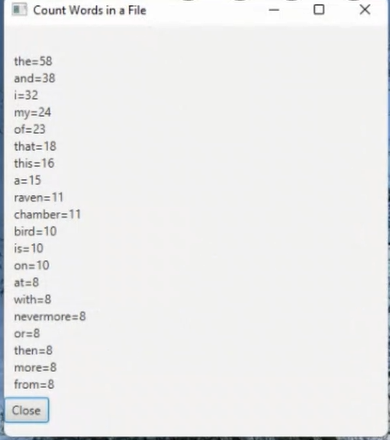 Count Words in a File
the=58
and=38
i=32
my=24
of=23
that=18
this=16
a=15
raven=11
chamber=11
bird=10
is=10
on=10
at=8
with=8
nevermore=8
or=8
then=8
more=8
from=8
Close